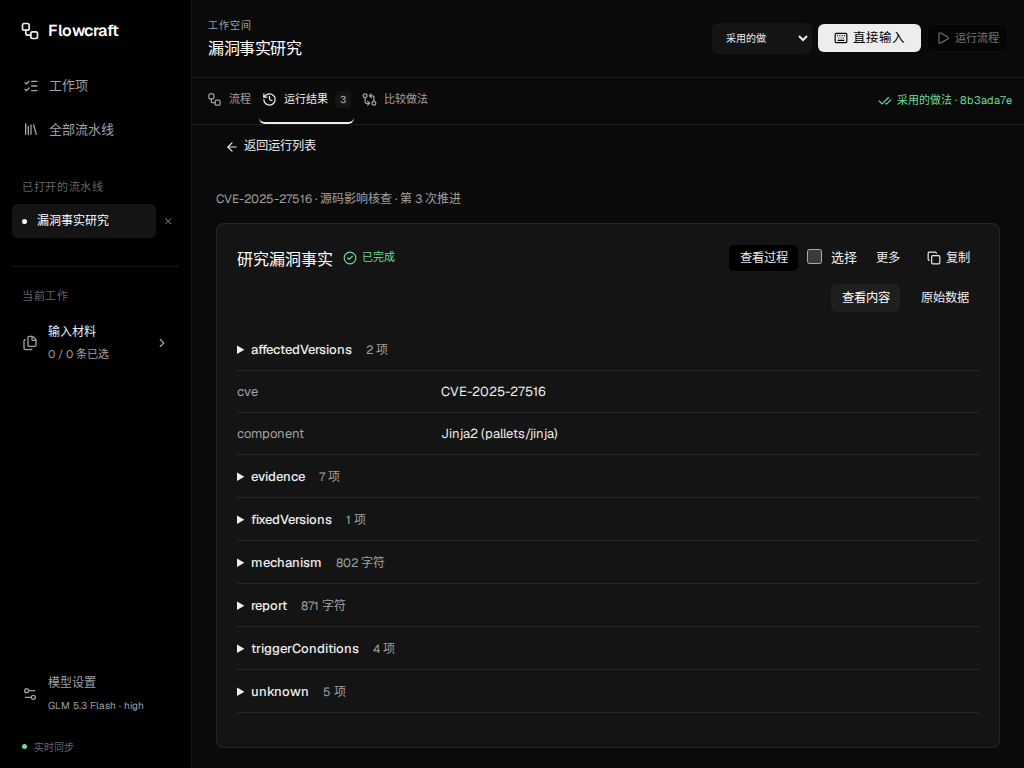 Flowcraft
工作项
全部流水线
已打开的流水线
漏洞事实研究
当前工作
输入材料
0 / 0 条已选
模型设置
GLM 5.3 Flash · high
实时同步
工作空间
漏洞事实研究
采用的做
直接输入
运行流程
流程
运行结果 3
比较做法
采用的做法 · 8b3ada7e
返回运行列表
CVE-2025-27516 · 源码影响核查 · 第 3 次推进
研究漏洞事实
已完成
查看过程
选择
更多
复制
查看内容
原始数据
affectedVersions 2 项
cve CVE-2025-27516
component Jinja2 (pallets/jinja)
evidence 7 项
fixedVersions 1 项
mechanism 802 字符
report 871 字符
triggerConditions 4 项
unknown 5 项